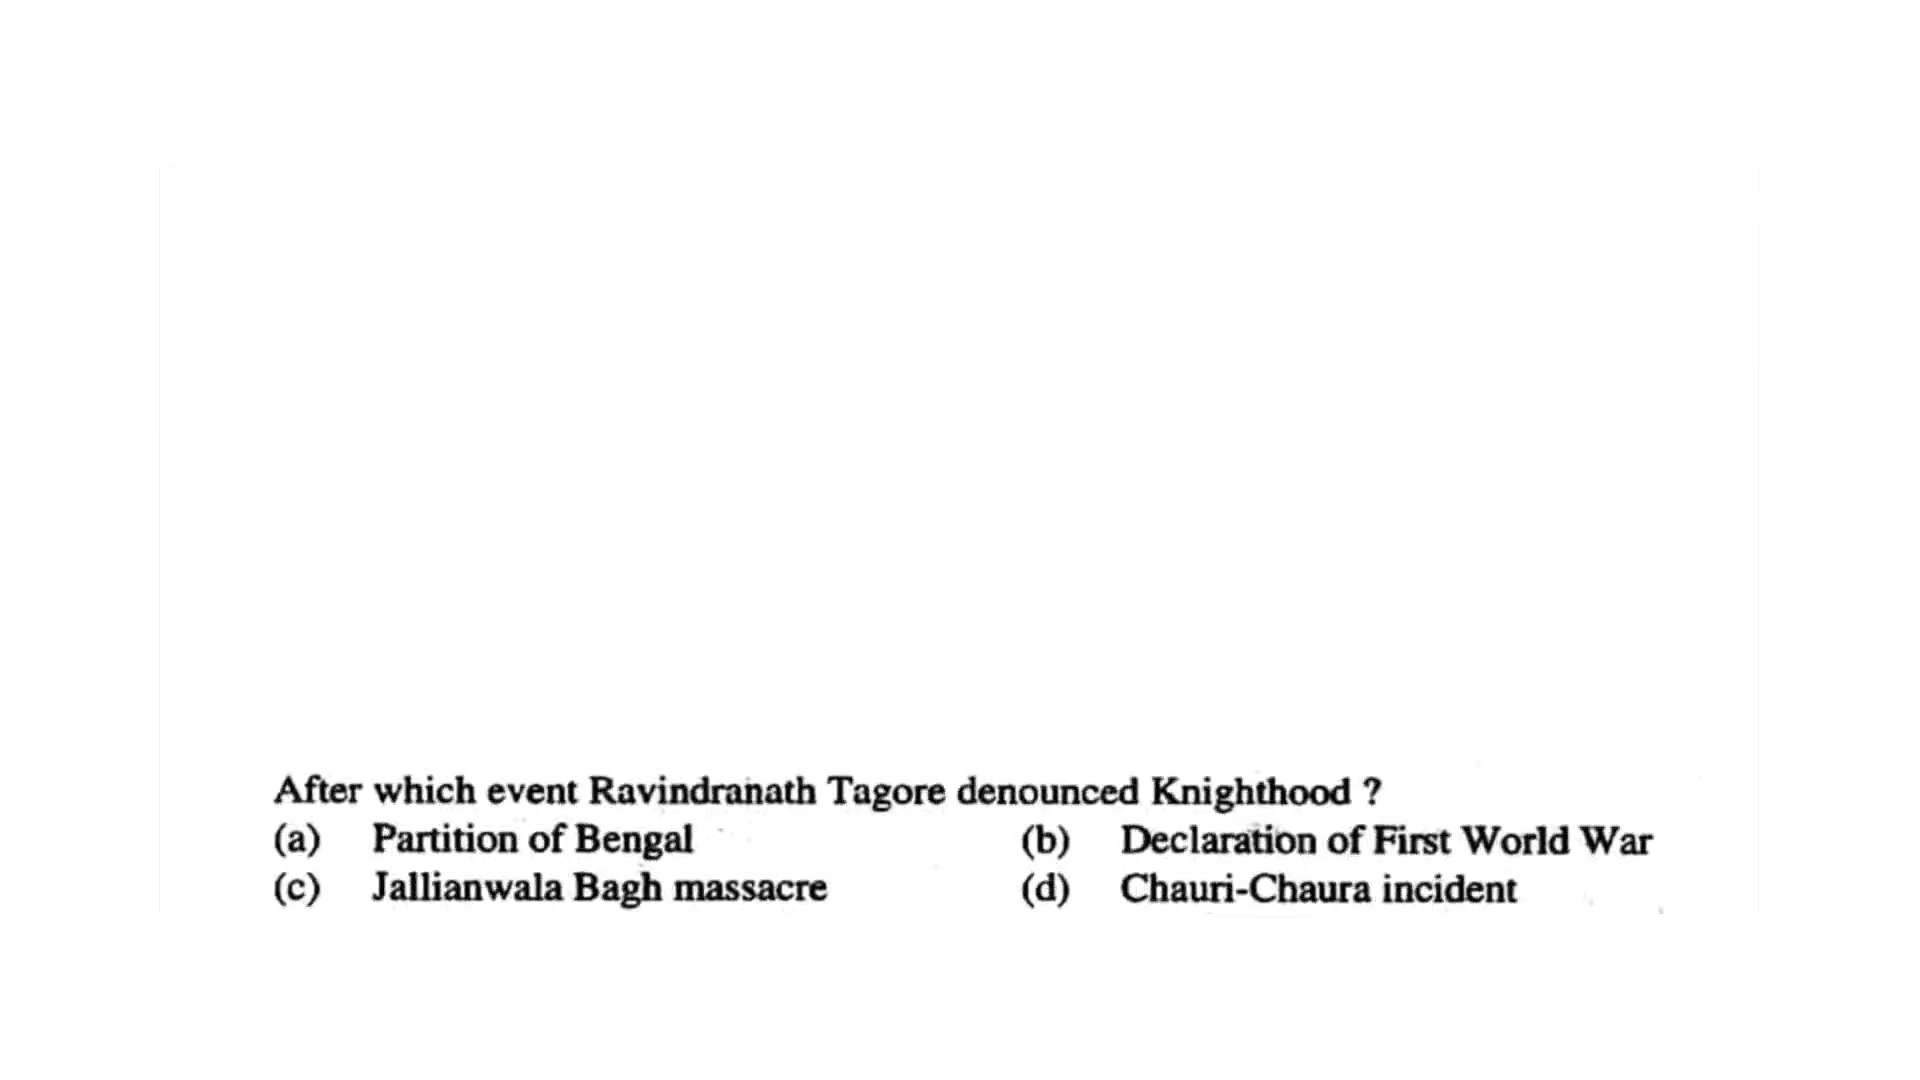 After which event Ravindranath Tagore denounced Knighthood ?
(a) Partition of Bengal (b) Declaration of First World War
(c) Jallianwala Bagh massacre (d) Chauri-Chaura incident